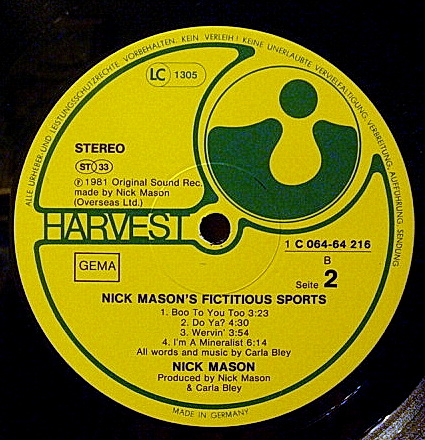 ALLE URHEBER-UND LEISTUNGSSCHUTZRECHTE VORBEHALTEN. KEIN VERLEIH! KEINE UNERLAUBTE VERVIELFÄLTIGUNG, VERBREITUNG, AUFFÜHRUNG, SENDUNG
LC 1305
STEREO
ST 33
℗ 1981 Original Sound Rec.
made by Nick Mason
(Overseas Ltd.)
HARVEST
1 C 064-64 216
B
Seite 2
GEMA
NICK MASON'S FICTITIOUS SPORTS
1. Boo To You Too 3:23
2. Do Ya? 4:30
3. Wervin' 3:54
4. I'm A Mineralist 6:14
All words and music by Carla Bley
NICK MASON
Produced by Nick Mason
& Carla Bley
MADE IN GERMANY